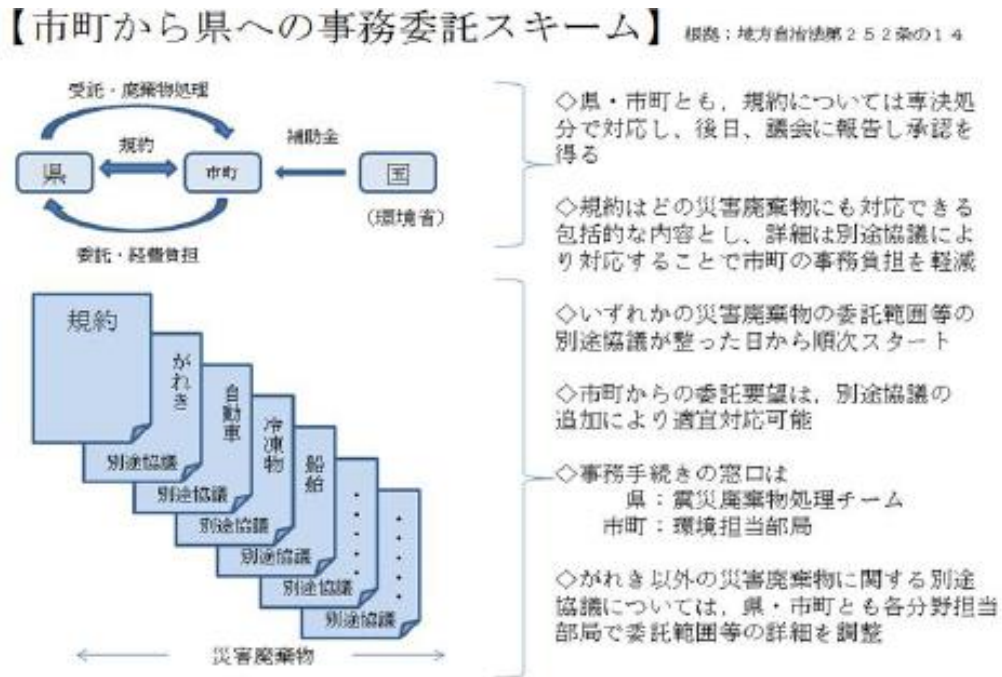 【市町から県への事務委託スキーム】 根拠；地方自治法第２５２条の１４
受託・廃棄物処理
規約
補助金
県
市町
国
（環境省）
委託・経費負担
規約
がれき
別途協議
自動車
別途協議
冷凍物
別途協議
船舶
別途協議
・・・・
別途協議
・・・・
別途協議
災害廃棄物
◇県・市町とも，規約については専決処
分で対応し、後日、議会に報告し承認を
得る
◇規約はどの災害廃棄物にも対応できる
包括的な内容とし、詳細は別途協議によ
り対応することで市町の事務負担を軽減
◇いずれかの災害廃棄物の委託範囲等の
別途協議が整った日から順次スタート
◇市町からの委託要望は，別途協議の
追加により適宜対応可能
◇事務手続きの窓口は
県：震災廃棄物処理チーム
市町：環境担当部局
◇がれき以外の災害廃棄物に関する別途
協議については，県・市町とも各分野担当
部局で委託範囲等の詳細を調整